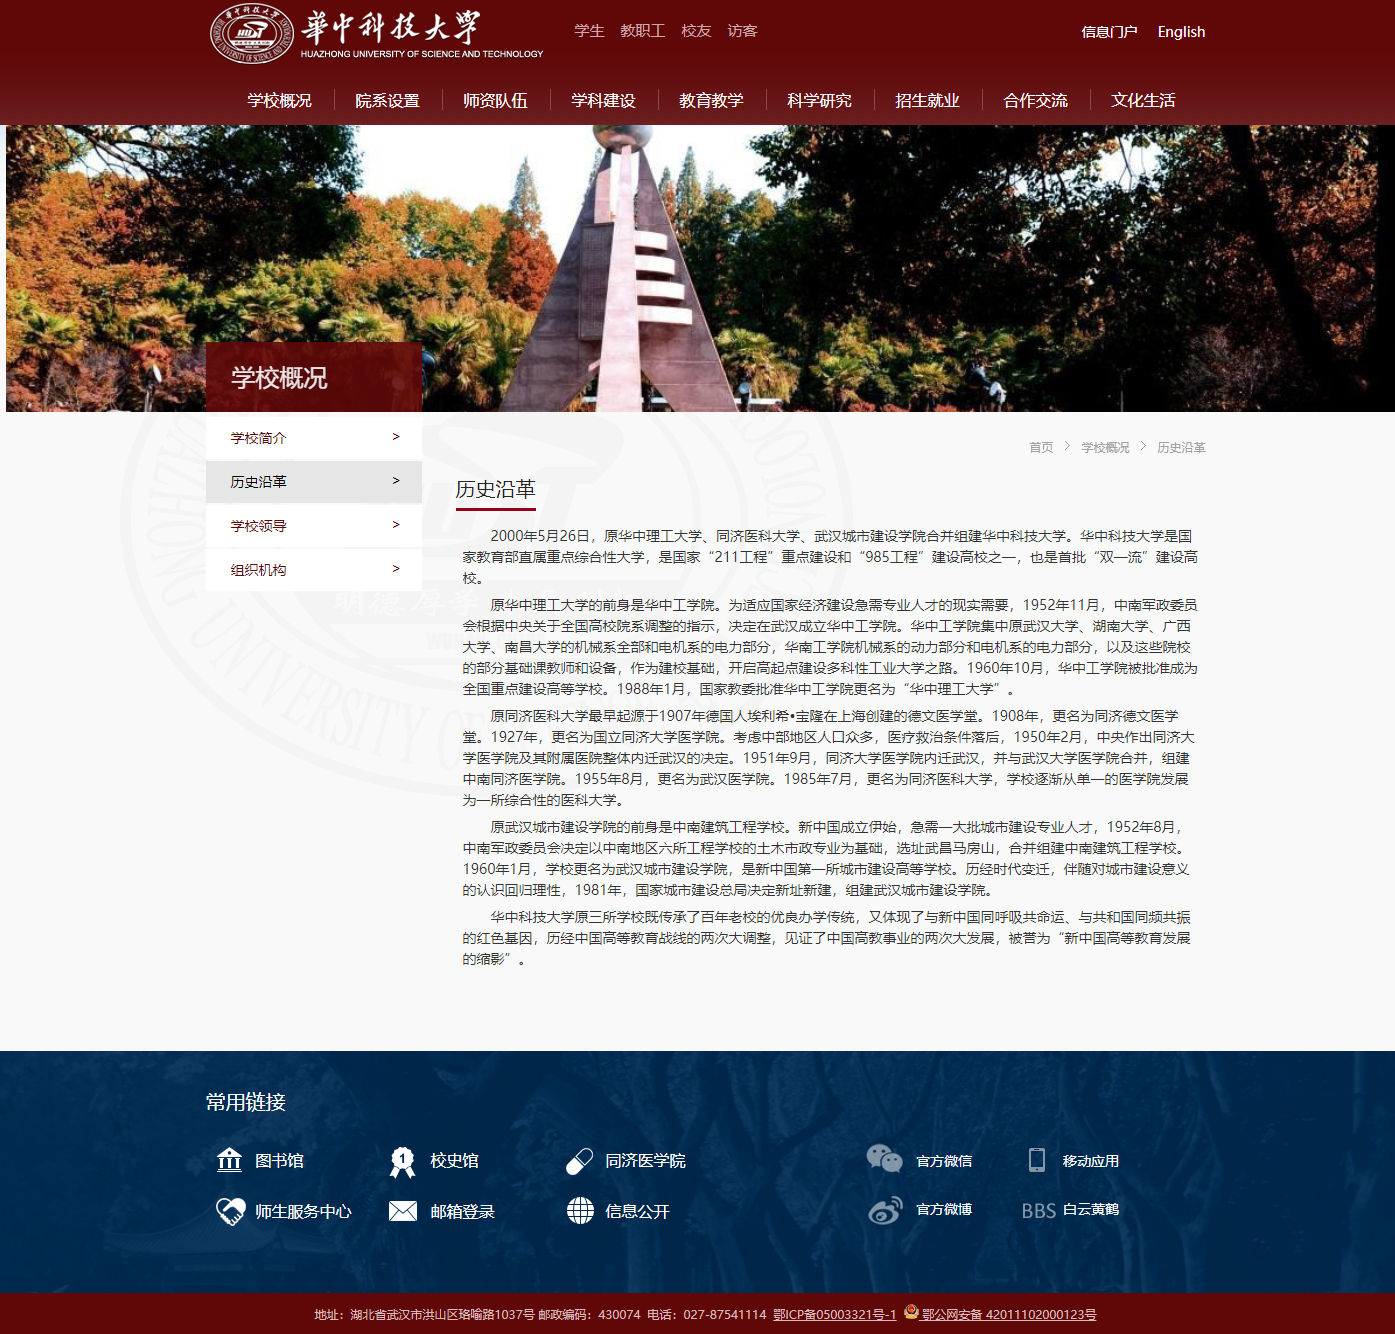 華中科技大学
HUAZHONG UNIVERSITY OF SCIENCE AND TECHNOLOGY
学生 教职工 校友 访客
信息门户 English
学校概况 院系设置 师资队伍 学科建设 教育教学 科学研究 招生就业 合作交流 文化生活
学校概况
学校简介 >
历史沿革 >
学校领导 >
组织机构 >
首页 > 学校概况 > 历史沿革
历史沿革
2000年5月26日，原华中理工大学、同济医科大学、武汉城市建设学院合并组建华中科技大学。华中科技大学是国
家教育部直属重点综合性大学，是国家“211工程”重点建设和“985工程”建设高校之一，也是首批“双一流”建设高
校。
原华中理工大学的前身是华中工学院。为适应国家经济建设急需专业人才的现实需要，1952年11月，中南军政委员
会根据中央关于全国高校院系调整的指示，决定在武汉成立华中工学院。华中工学院集中原武汉大学、湖南大学、广西
大学、南昌大学的机械系全部和电机系的电力部分，华南工学院机械系的动力部分和电机系的电力部分，以及这些院校
的部分基础课教师和设备，作为建校基础，开启高起点建设多科性工业大学之路。1960年10月，华中工学院被批准成为
全国重点建设高等学校。1988年1月，国家教委批准华中工学院更名为“华中理工大学”。
原同济医科大学最早起源于1907年德国人埃利希•宝隆在上海创建的德文医学堂。1908年，更名为同济德文医学
堂。1927年，更名为国立同济大学医学院。考虑中部地区人口众多，医疗救治条件落后，1950年2月，中央作出同济大
学医学院及其附属医院整体内迁武汉的决定。1951年9月，同济大学医学院内迁武汉，并与武汉大学医学院合并，组建
中南同济医学院。1955年8月，更名为武汉医学院。1985年7月，更名为同济医科大学，学校逐渐从单一的医学院发展
为一所综合性的医科大学。
原武汉城市建设学院的前身是中南建筑工程学校。新中国成立伊始，急需一大批城市建设专业人才，1952年8月，
中南军政委员会决定以中南地区六所工程学校的土木市政专业为基础，选址武昌马房山，合并组建中南建筑工程学校。
1960年1月，学校更名为武汉城市建设学院，是新中国第一所城市建设高等学校。历经时代变迁，伴随对城市建设意义
的认识回归理性，1981年，国家城市建设总局决定新址新建，组建武汉城市建设学院。
华中科技大学原三所学校既传承了百年老校的优良办学传统，又体现了与新中国同呼吸共命运、与共和国同频共振
的红色基因，历经中国高等教育战线的两次大调整，见证了中国高教事业的两次大发展，被誉为“新中国高等教育发展
的缩影”。
常用链接
图书馆 校史馆 同济医学院 官方微信 移动应用
师生服务中心 邮箱登录 信息公开 官方微博 BBS 白云黄鹤
地址：湖北省武汉市洪山区珞喻路1037号 邮政编码：430074 电话：027-87541114 鄂ICP备05003321号-1 鄂公网安备 42011102000123号